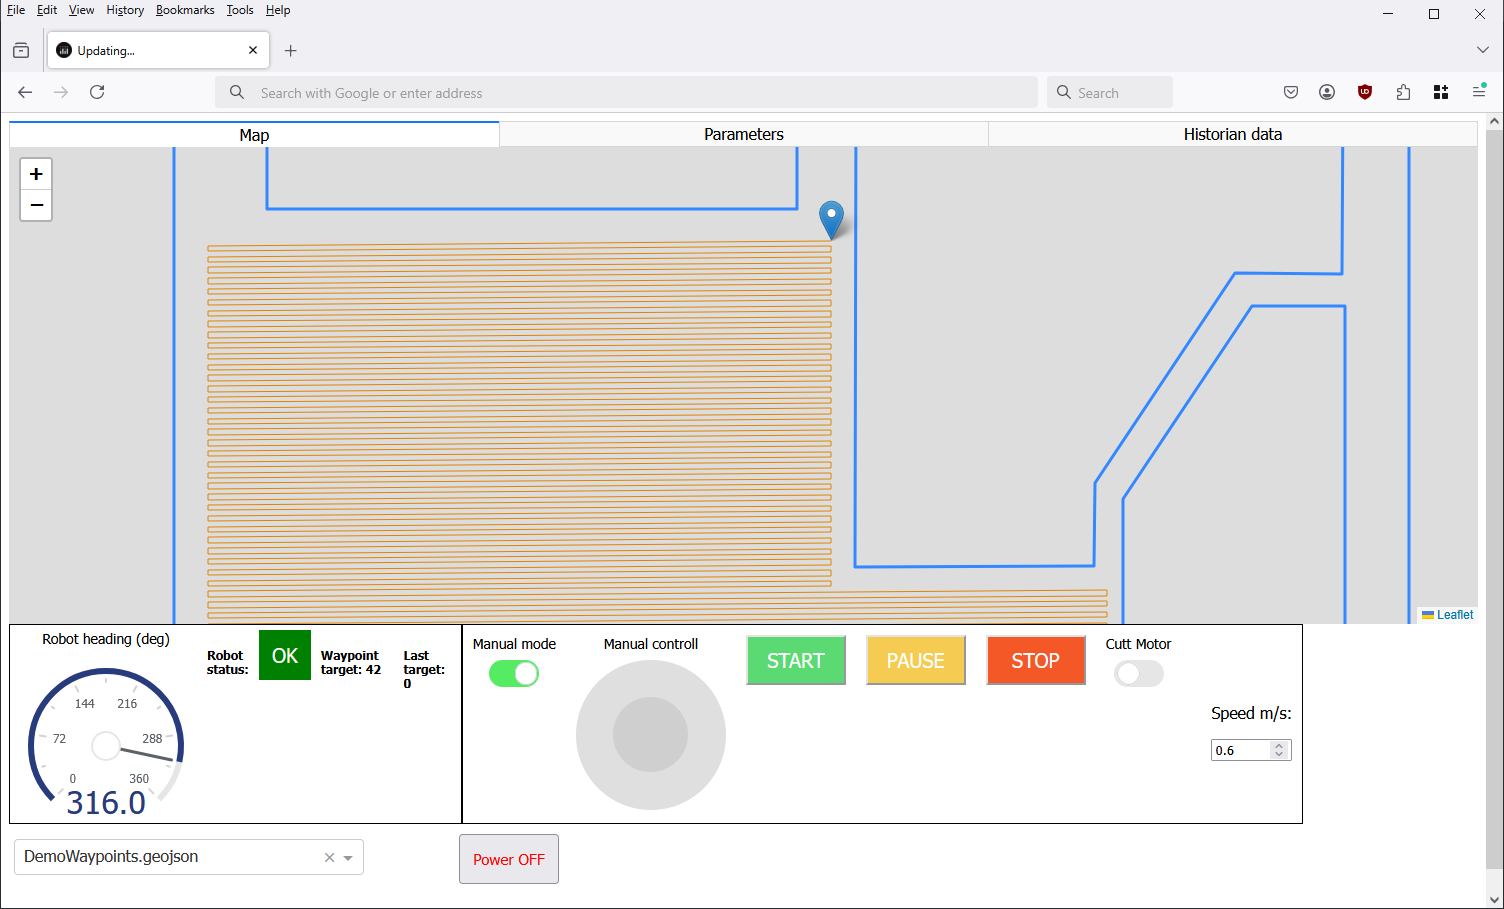 File Edit View History Bookmarks Tools Help
Updating...
Search with Google or enter address
Search
Map
Parameters
Historian data
+
−
Leaflet
Robot heading (deg)
144 216
72 288
0 360
316.0
Robot
status:
OK
Waypoint
target: 42
Last
target:
0
Manual mode
Manual controll
START
PAUSE
STOP
Cutt Motor
Speed m/s:
0.6
DemoWaypoints.geojson
Power OFF